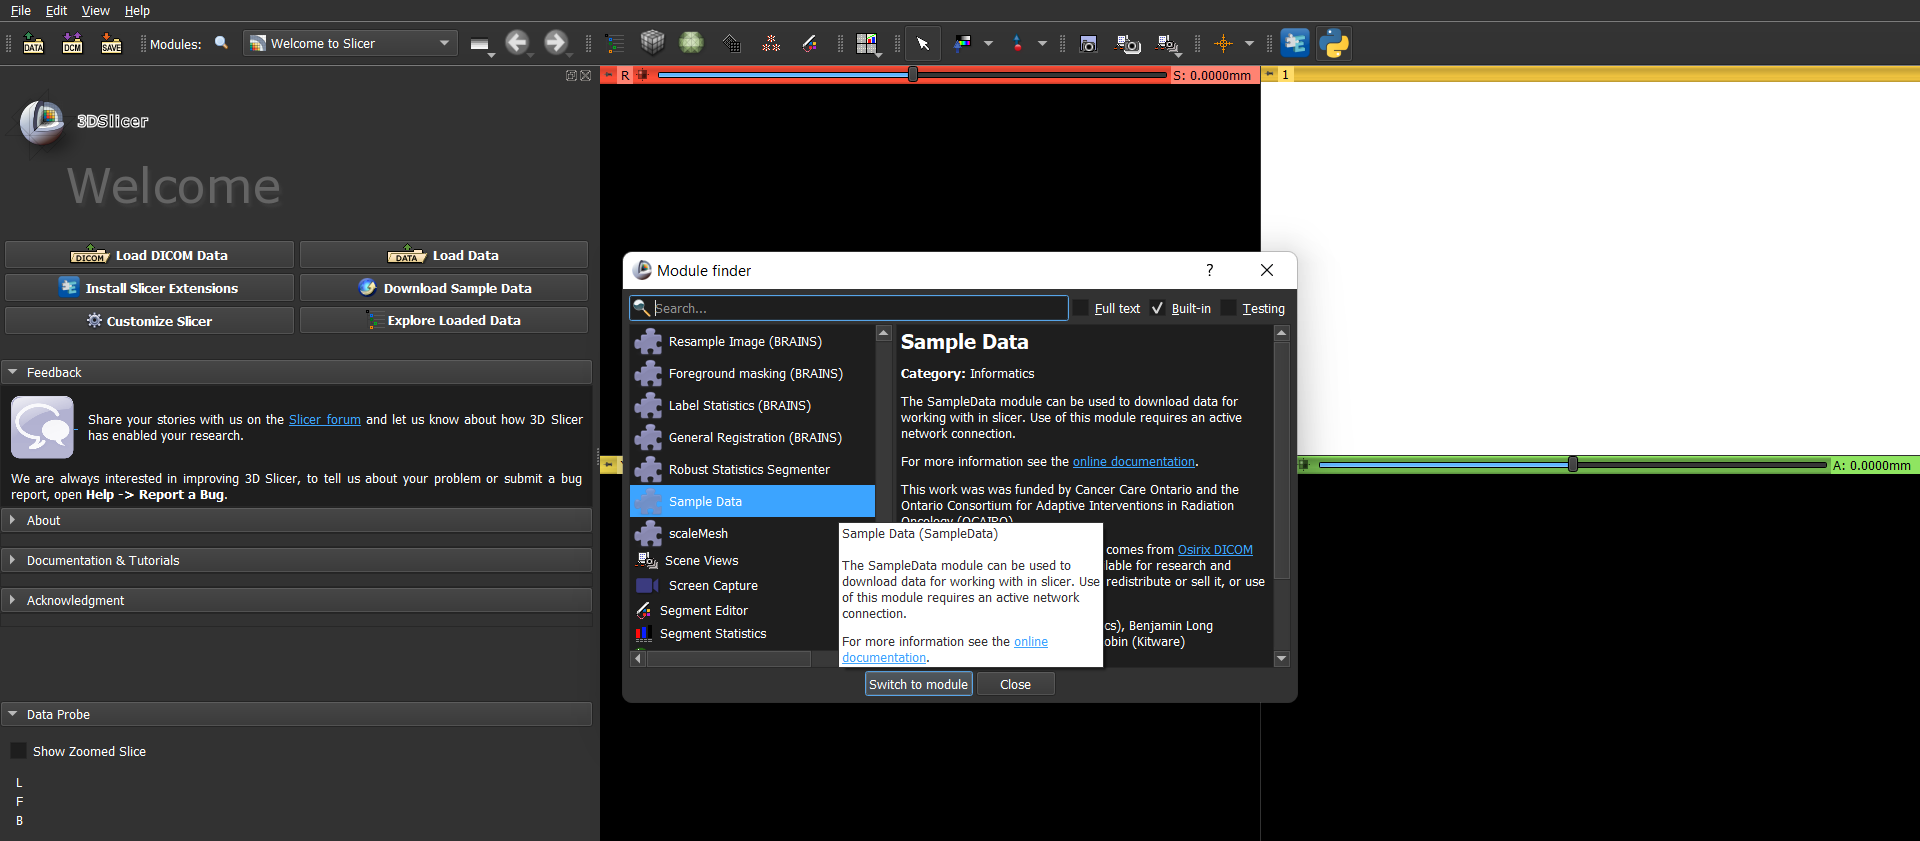 File Edit View Help
DATA DCM SAVE Modules: Welcome to Slicer
R S: 0.0000mm
1
3DSlicer
Welcome
DICOM Load DICOM Data
DATA Load Data
Install Slicer Extensions
Download Sample Data
Customize Slicer
Explore Loaded Data
Feedback
Share your stories with us on the Slicer forum and let us know about how 3D Slicer
has enabled your research.
We are always interested in improving 3D Slicer, to tell us about your problem or submit a bug
report, open Help -> Report a Bug.
About
Documentation & Tutorials
Acknowledgment
Data Probe
Show Zoomed Slice
L
F
B
Module finder
?
Search...
Full text
Built-in
Testing
Resample Image (BRAINS)
Foreground masking (BRAINS)
Label Statistics (BRAINS)
General Registration (BRAINS)
Robust Statistics Segmenter
Sample Data
scaleMesh
Scene Views
Screen Capture
Segment Editor
Segment Statistics
Sample Data
Category: Informatics
The SampleData module can be used to download data for
working with in slicer. Use of this module requires an active
network connection.
For more information see the online documentation.
This work was was funded by Cancer Care Ontario and the
Ontario Consortium for Adaptive Interventions in Radiation
Oncology (OCAIRO)
comes from Osirix DICOM
lable for research and
redistribute or sell it, or use
cs), Benjamin Long
obin (Kitware)
Sample Data (SampleData)
The SampleData module can be used to
download data for working with in slicer. Use
of this module requires an active network
connection.
For more information see the online
documentation.
Switch to module
Close
A: 0.0000mm